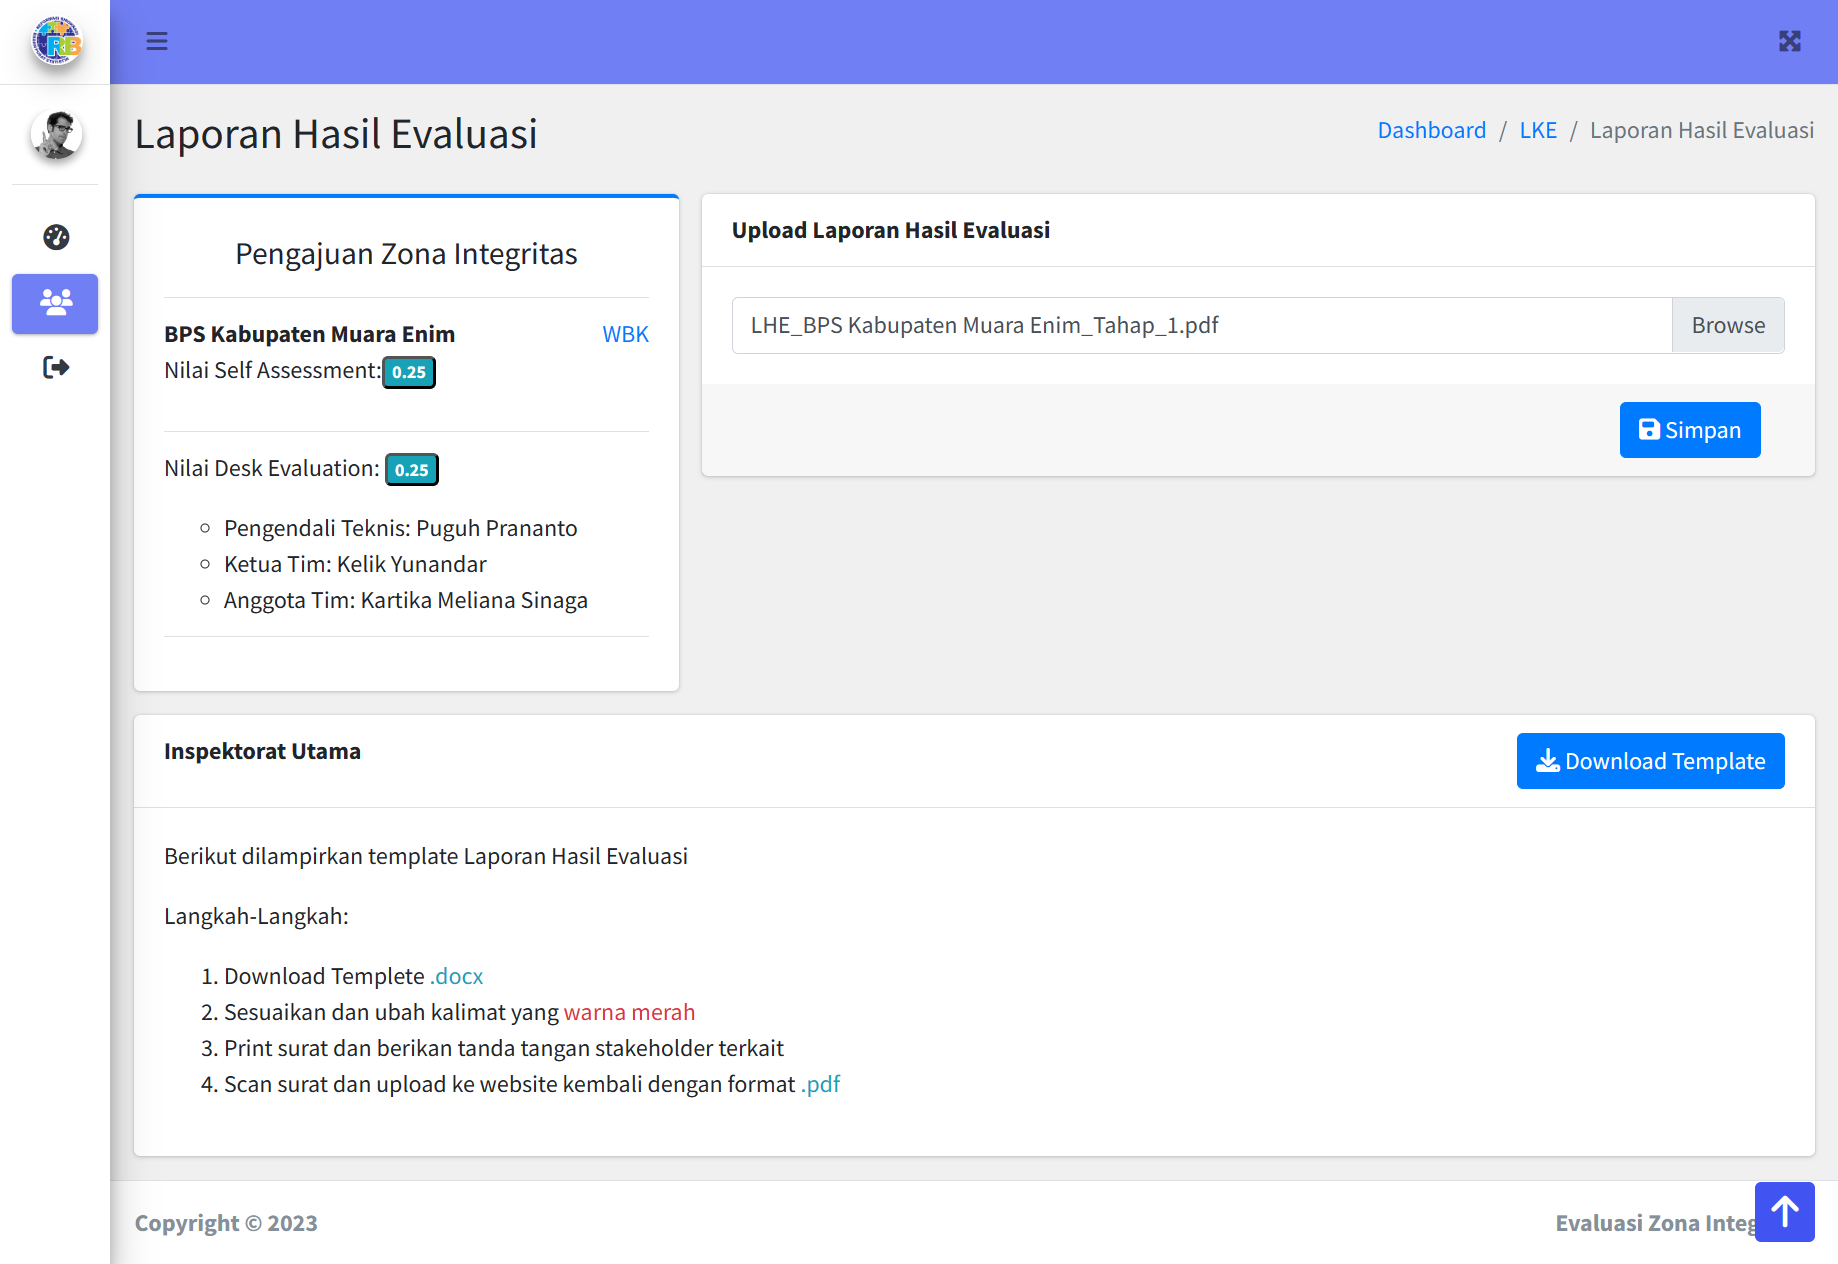 RB
Laporan Hasil Evaluasi
Dashboard / LKE / Laporan Hasil Evaluasi
Pengajuan Zona Integritas
BPS Kabupaten Muara Enim WBK
Nilai Self Assessment: 0.25
Nilai Desk Evaluation: 0.25
Pengendali Teknis: Puguh Prananto
Ketua Tim: Kelik Yunandar
Anggota Tim: Kartika Meliana Sinaga
Upload Laporan Hasil Evaluasi
LHE_BPS Kabupaten Muara Enim_Tahap_1.pdf Browse
Simpan
Inspektorat Utama
Download Template
Berikut dilampirkan template Laporan Hasil Evaluasi
Langkah-Langkah:
1. Download Templete .docx
2. Sesuaikan dan ubah kalimat yang warna merah
3. Print surat dan berikan tanda tangan stakeholder terkait
4. Scan surat dan upload ke website kembali dengan format .pdf
Copyright © 2023
Evaluasi Zona Integ